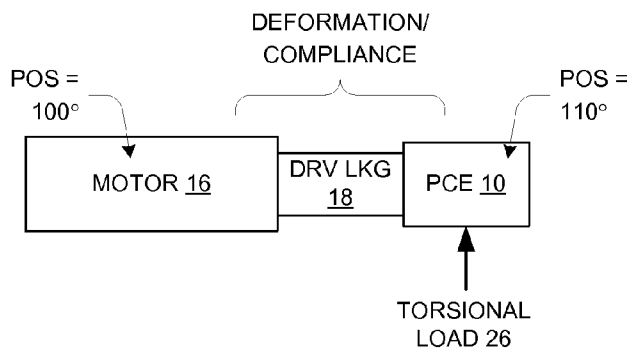 DEFORMATION/
COMPLIANCE
POS =
100°
POS =
110°
MOTOR 16
DRV LKG
18
PCE 10
TORSIONAL
LOAD 26